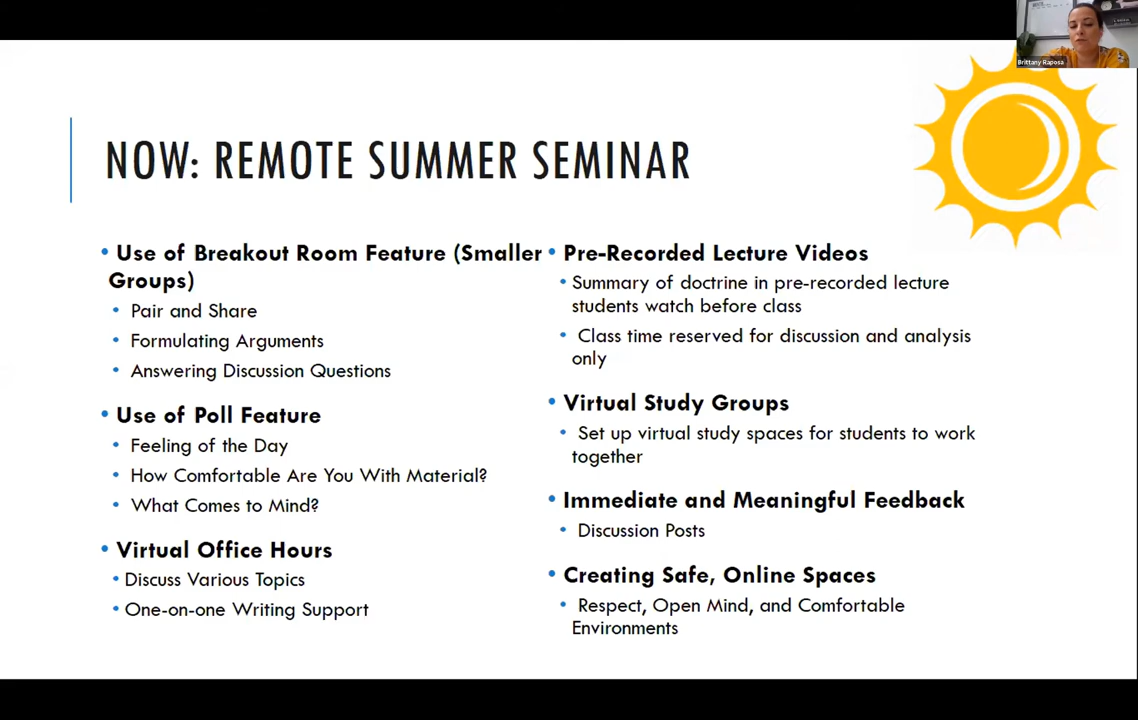 Brittany Raposa
NOW: REMOTE SUMMER SEMINAR
• Use of Breakout Room Feature (Smaller
Groups)
• Pair and Share
• Formulating Arguments
• Answering Discussion Questions
• Use of Poll Feature
• Feeling of the Day
• How Comfortable Are You With Material?
• What Comes to Mind?
• Virtual Office Hours
• Discuss Various Topics
• One-on-one Writing Support
• Pre-Recorded Lecture Videos
• Summary of doctrine in pre-recorded lecture
students watch before class
• Class time reserved for discussion and analysis
only
• Virtual Study Groups
• Set up virtual study spaces for students to work
together
• Immediate and Meaningful Feedback
• Discussion Posts
• Creating Safe, Online Spaces
• Respect, Open Mind, and Comfortable
Environments